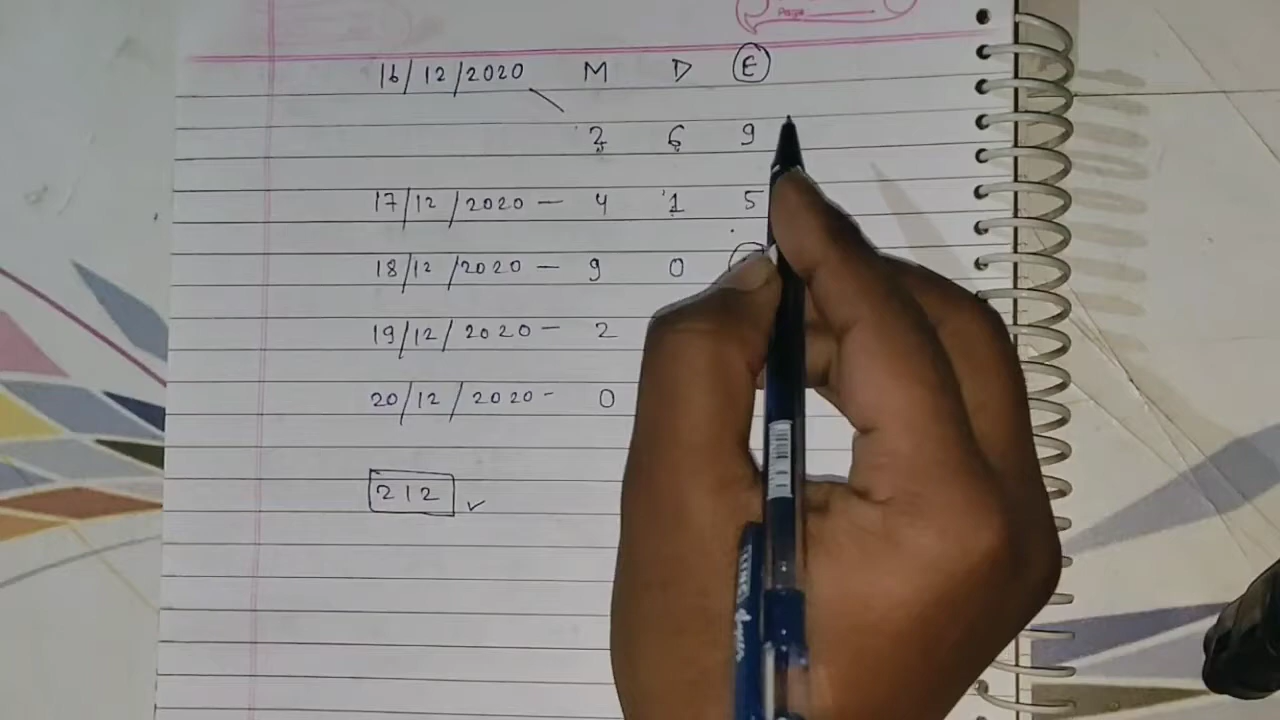 Page
16/12/2020 M D E
2 6 9
17/12/2020 — 4 1 5
18/12/2020 — 9 0
19/12/2020 — 2
20/12/2020 - 0
212